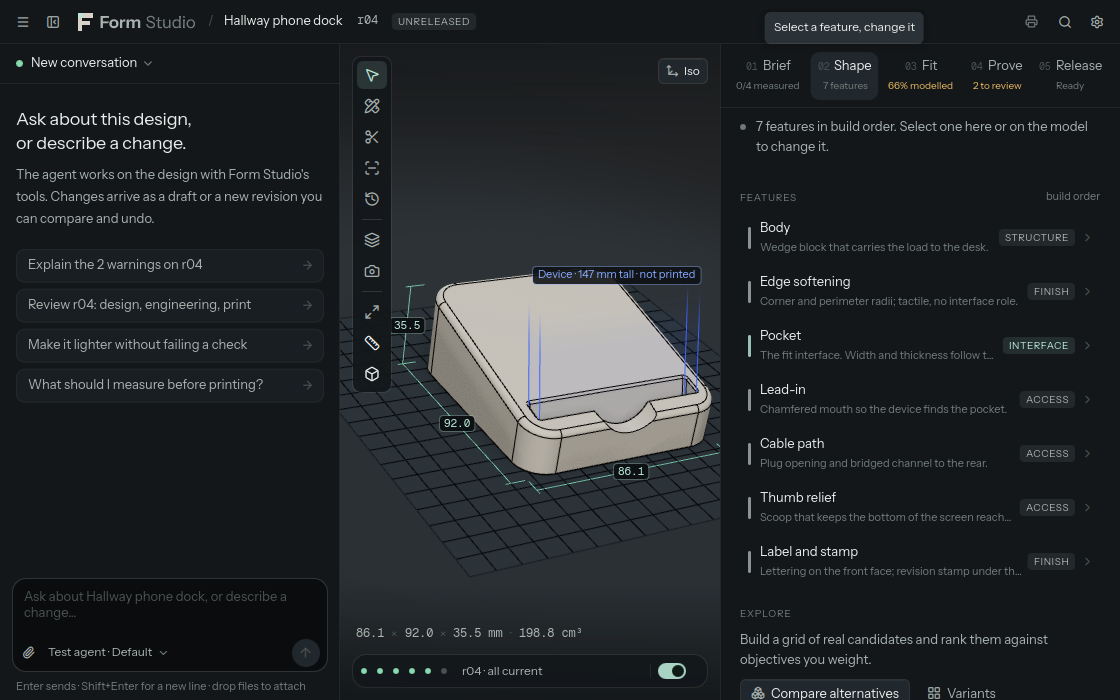 Form Studio / Hallway phone dock r04 UNRELEASED
Select a feature, change it
New conversation
Ask about this design,
or describe a change.
The agent works on the design with Form Studio's
tools. Changes arrive as a draft or a new revision you
can compare and undo.
Explain the 2 warnings on r04
Review r04: design, engineering, print
Make it lighter without failing a check
What should I measure before printing?
Ask about Hallway phone dock, or describe a
change…
Test agent · Default
Enter sends · Shift+Enter for a new line · drop files to attach
Iso
Device · 147 mm tall · not printed
35.5
92.0
86.1
86.1 × 92.0 × 35.5 mm · 198.8 cm³
r04 · all current
01 Brief
0/4 measured
02 Shape
7 features
03 Fit
66% modelled
04 Prove
2 to review
05 Release
Ready
7 features in build order. Select one here or on the model
to change it.
FEATURES build order
Body
Wedge block that carries the load to the desk.
STRUCTURE
Edge softening
Corner and perimeter radii; tactile, no interface role.
FINISH
Pocket
The fit interface. Width and thickness follow t…
INTERFACE
Lead-in
Chamfered mouth so the device finds the pocket.
ACCESS
Cable path
Plug opening and bridged channel to the rear.
ACCESS
Thumb relief
Scoop that keeps the bottom of the screen reach…
ACCESS
Label and stamp
Lettering on the front face; revision stamp under th…
FINISH
EXPLORE
Build a grid of real candidates and rank them against
objectives you weight.
Compare alternatives
Variants